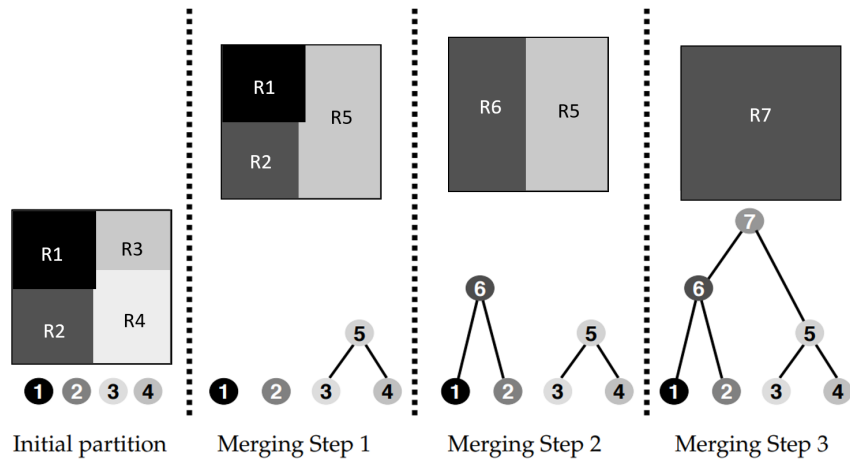 R1
R3
R2
R4
1 2 3 4
Initial partition
R1
R5
R2
5
1 2 3 4
Merging Step 1
R6
R5
6
5
1 2 3 4
Merging Step 2
R7
7
6
5
1 2 3 4
Merging Step 3